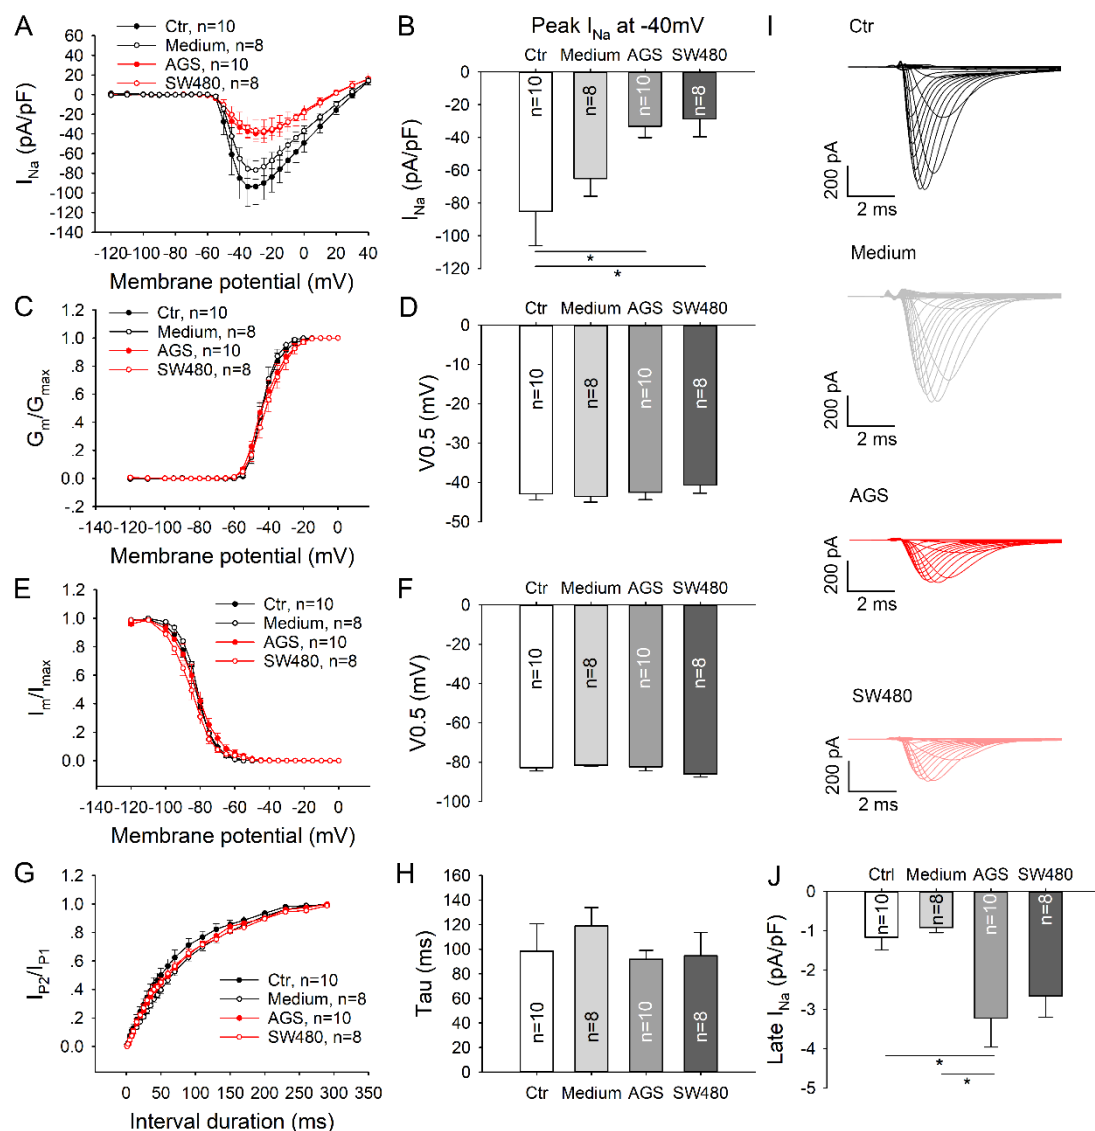 A
Ctr, n=10
Medium, n=8
AGS, n=10
SW480, n=8
60
40
20
0
-20
-40
-60
-80
-100
-120
-140
I_Na (pA/pF)
-120 -100 -80 -60 -40 -20 0 20 40
Membrane potential (mV)
B
Peak I_Na at -40mV
Ctr Medium AGS SW480
0
-20
-40
-60
-80
-100
-120
I_Na (pA/pF)
n=10 n=8 n=10 n=8
*
*
C
Ctr, n=10
Medium, n=8
AGS, n=10
SW480, n=8
1.2
1.0
.8
.6
.4
.2
0.0
-.2
G_m/G_max
-140 -120 -100 -80 -60 -40 -20 0
Membrane potential (mV)
D
Ctr Medium AGS SW480
0
-10
-20
-30
-40
-50
V0.5 (mV)
n=10 n=8 n=10 n=8
E
Ctr, n=10
Medium, n=8
AGS, n=10
SW480, n=8
1.2
1.0
.8
.6
.4
.2
.0
I_m/I_max
-140 -120 -100 -80 -60 -40 -20 0
Membrane potential (mV)
F
Ctr Medium AGS SW480
0
-20
-40
-60
-80
-100
V0.5 (mV)
n=10 n=8 n=10 n=8
G
1.2
1.0
.8
.6
.4
.2
0.0
I_P2/I_P1
Ctr, n=10
Medium, n=8
AGS, n=10
SW480, n=8
0 50 100 150 200 250 300 350
Interval duration (ms)
H
160
140
120
100
80
60
40
20
0
Tau (ms)
n=10 n=8 n=10 n=8
Ctr Medium AGS SW480
I
Ctr
200 pA
2 ms
Medium
200 pA
2 ms
AGS
200 pA
2 ms
SW480
200 pA
2 ms
J
Ctrl Medium AGS SW480
0
-1
-2
-3
-4
-5
Late I_Na (pA/pF)
n=10 n=8 n=10 n=8
*
*